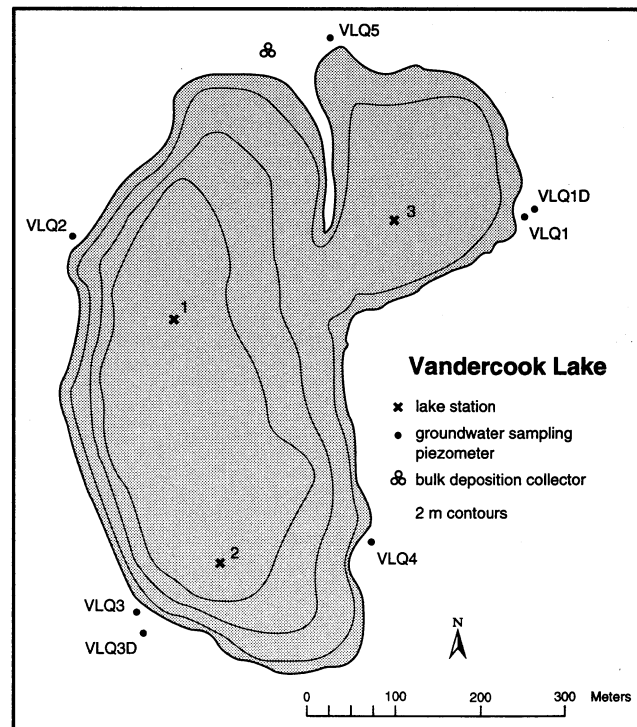 VLQ5
VLQ1D
VLQ1
3
VLQ2
1
Vandercook Lake
lake station
groundwater sampling
piezometer
bulk deposition collector
2 m contours
2
VLQ4
VLQ3
VLQ3D
N
0 100 200 300 Meters